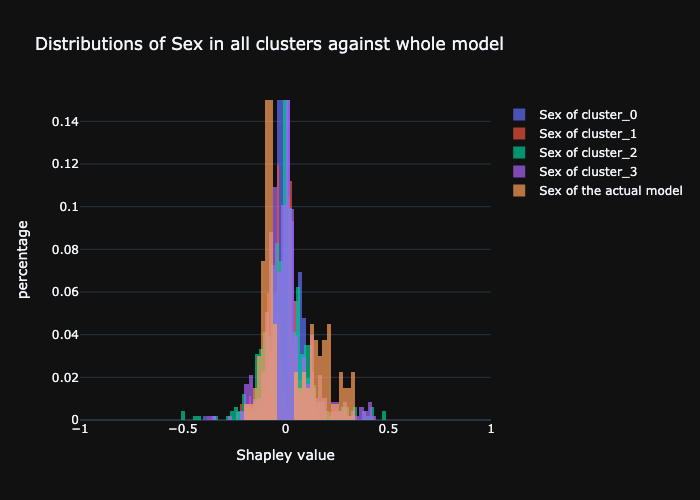 Distributions of Sex in all clusters against whole model
Sex of cluster_0
Sex of cluster_1
Sex of cluster_2
Sex of cluster_3
Sex of the actual model
percentage
0.14
0.12
0.1
0.08
0.06
0.04
0.02
0
−1
−0.5
0
0.5
1
Shapley value